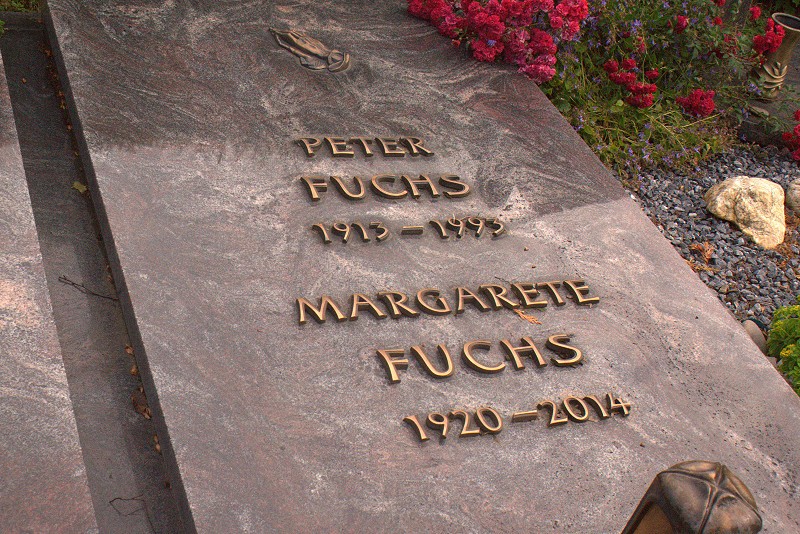 PETER
FUCHS
1913–1993
MARGARETE
FUCHS
1920–2014